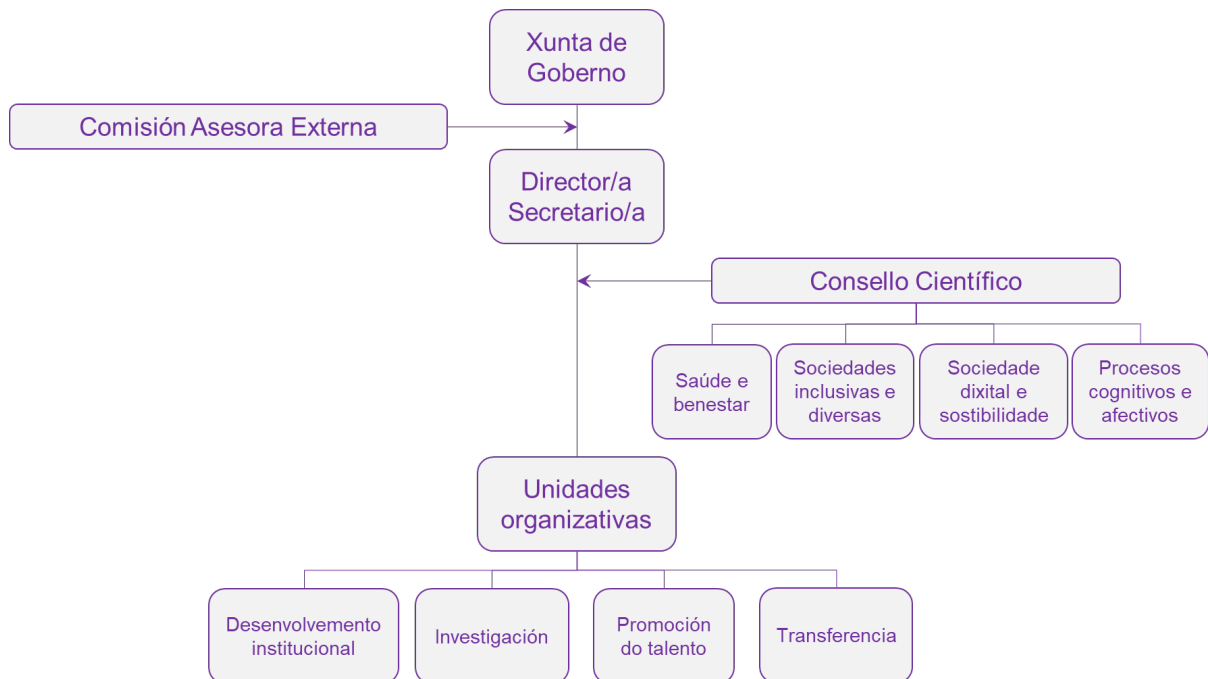 Xunta de
Goberno
Comisión Asesora Externa
Director/a
Secretario/a
Consello Científico
Saúde e
benestar
Sociedades
inclusivas e
diversas
Sociedade
dixital e
sostibilidade
Procesos
cognitivos e
afectivos
Unidades
organizativas
Desenvolvemento
institucional
Investigación
Promoción
do talento
Transferencia